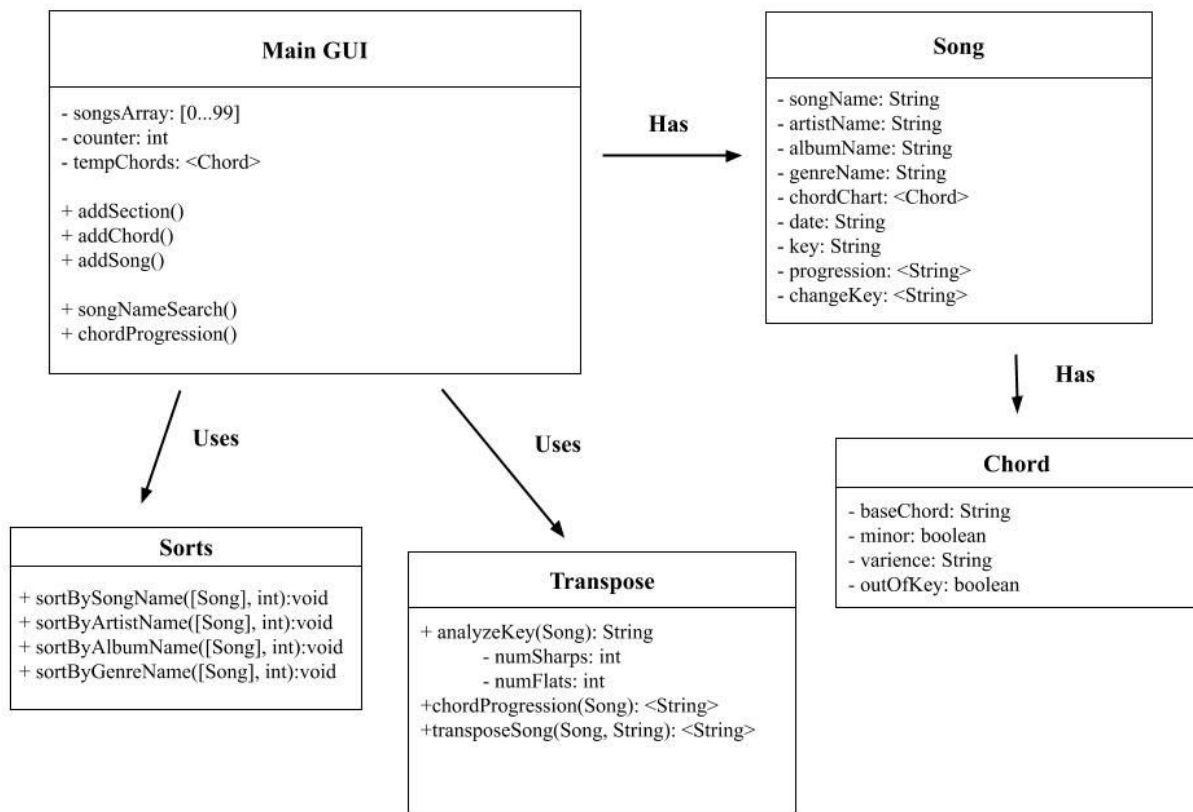 Main GUI
- songsArray: [0...99]
- counter: int
- tempChords: <Chord>
+ addSection()
+ addChord()
+ addSong()
+ songNameSearch()
+ chordProgression()
Has
Song
- songName: String
- artistName: String
- albumName: String
- genreName: String
- chordChart: <Chord>
- date: String
- key: String
- progression: <String>
- changeKey: <String>
Uses
Uses
Has
Sorts
+ sortBySongName([Song], int):void
+ sortByArtistName([Song], int):void
+ sortByAlbumName([Song], int):void
+ sortByGenreName([Song], int):void
Transpose
+ analyzeKey(Song): String
- numSharps: int
- numFlats: int
+chordProgression(Song): <String>
+transposeSong(Song, String): <String>
Chord
- baseChord: String
- minor: boolean
- varience: String
- outOfKey: boolean